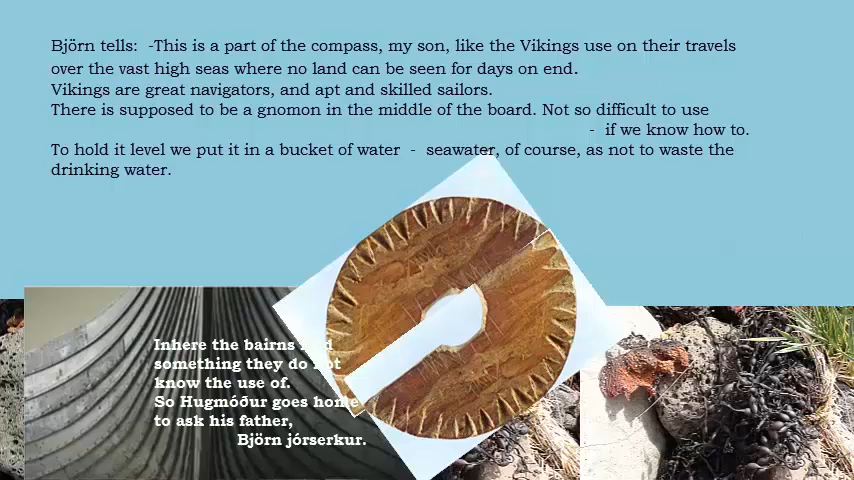 Björn tells:  -This is a part of the compass, my son, like the Vikings use on their travels
over the vast high seas where no land can be seen for days on end.
Vikings are great navigators, and apt and skilled sailors.
There is supposed to be a gnomon in the middle of the board. Not so difficult to use
-  if we know how to.
To hold it level we put it in a bucket of water  -  seawater, of course, as not to waste the
drinking water.
Inhere the bairns
something they do not
know the use of.
So Hugmóður goes home
to ask his father,
Björn jórserkur.